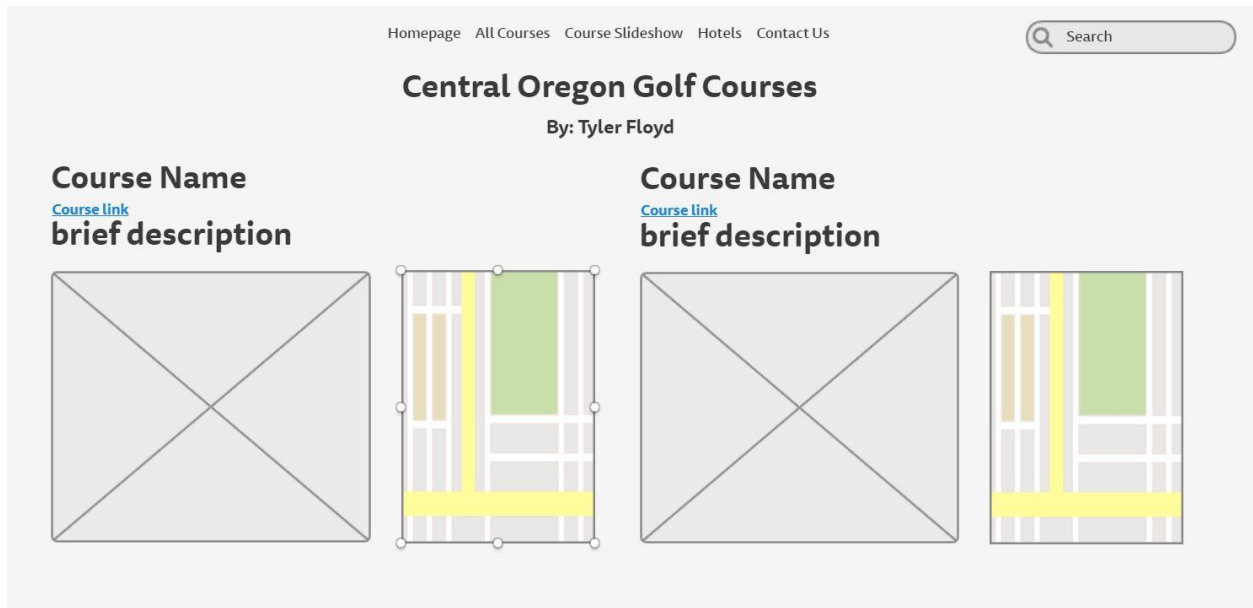 Homepage All Courses Course Slideshow Hotels Contact Us
Search
Central Oregon Golf Courses
By: Tyler Floyd
Course Name
Course link
brief description
Course Name
Course link
brief description